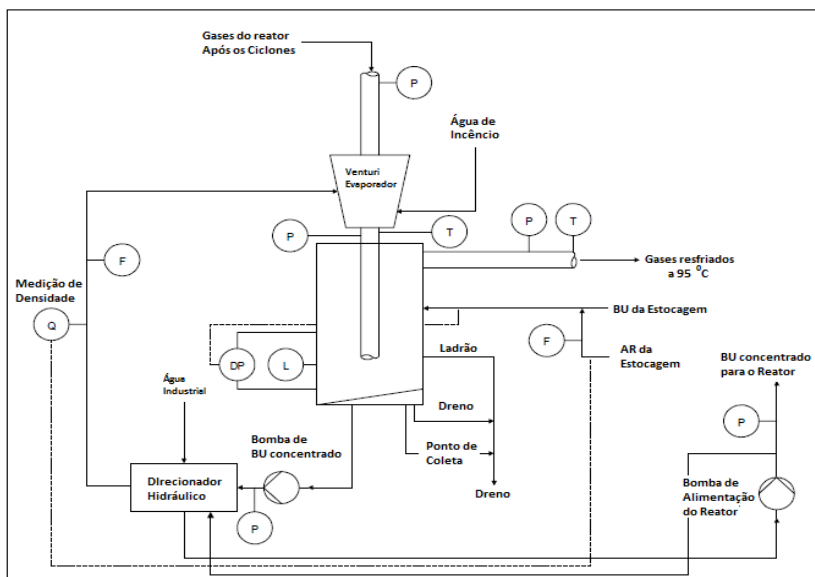 Gases do reator
Após os Ciclones
P
Água de
Incêncio
Venturi
Evaporador
P
T
P
T
F
Gases resfriados
a 95 ⁰C
Medição de
Densidade
Q
BU da Estocagem
F
AR da
Estocagem
DP
L
Ladrão
BU concentrado
para o Reator
Água
Industrial
Dreno
P
Bomba de
BU concentrado
Ponto de
Coleta
DIrecionador
Hidráulico
P
Dreno
Bomba de
Alimentação
do Reator